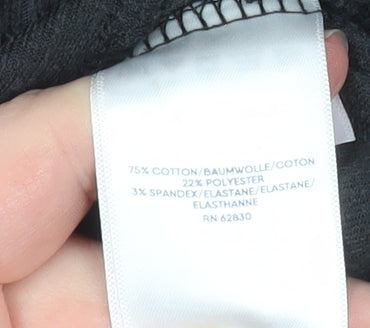 75% COTTON/BAUMWOLLE/COTON
22% POLYESTER
3% SPANDEX/ELASTANE/ELASTANE/
ELASTHANNE
RN 62830